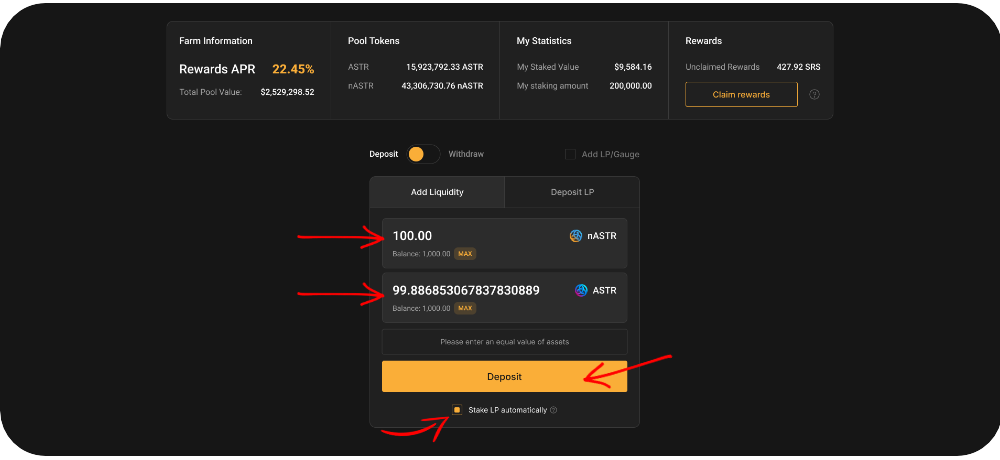 Farm Information
Rewards APR 22.45%
Total Pool Value: $2,529,298.52
Pool Tokens
ASTR 15,923,792.33 ASTR
nASTR 43,306,730.76 nASTR
My Statistics
My Staked Value $9,584.16
My staking amount 200,000.00
Rewards
Unclaimed Rewards 427.92 SRS
Claim rewards ?
Deposit Withdraw Add LP/Gauge
Add Liquidity Deposit LP
100.00 nASTR
Balance: 1,000.00 MAX
99.886853067837830889 ASTR
Balance: 1,000.00 MAX
Please enter an equal value of assets
Deposit
Stake LP automatically ?